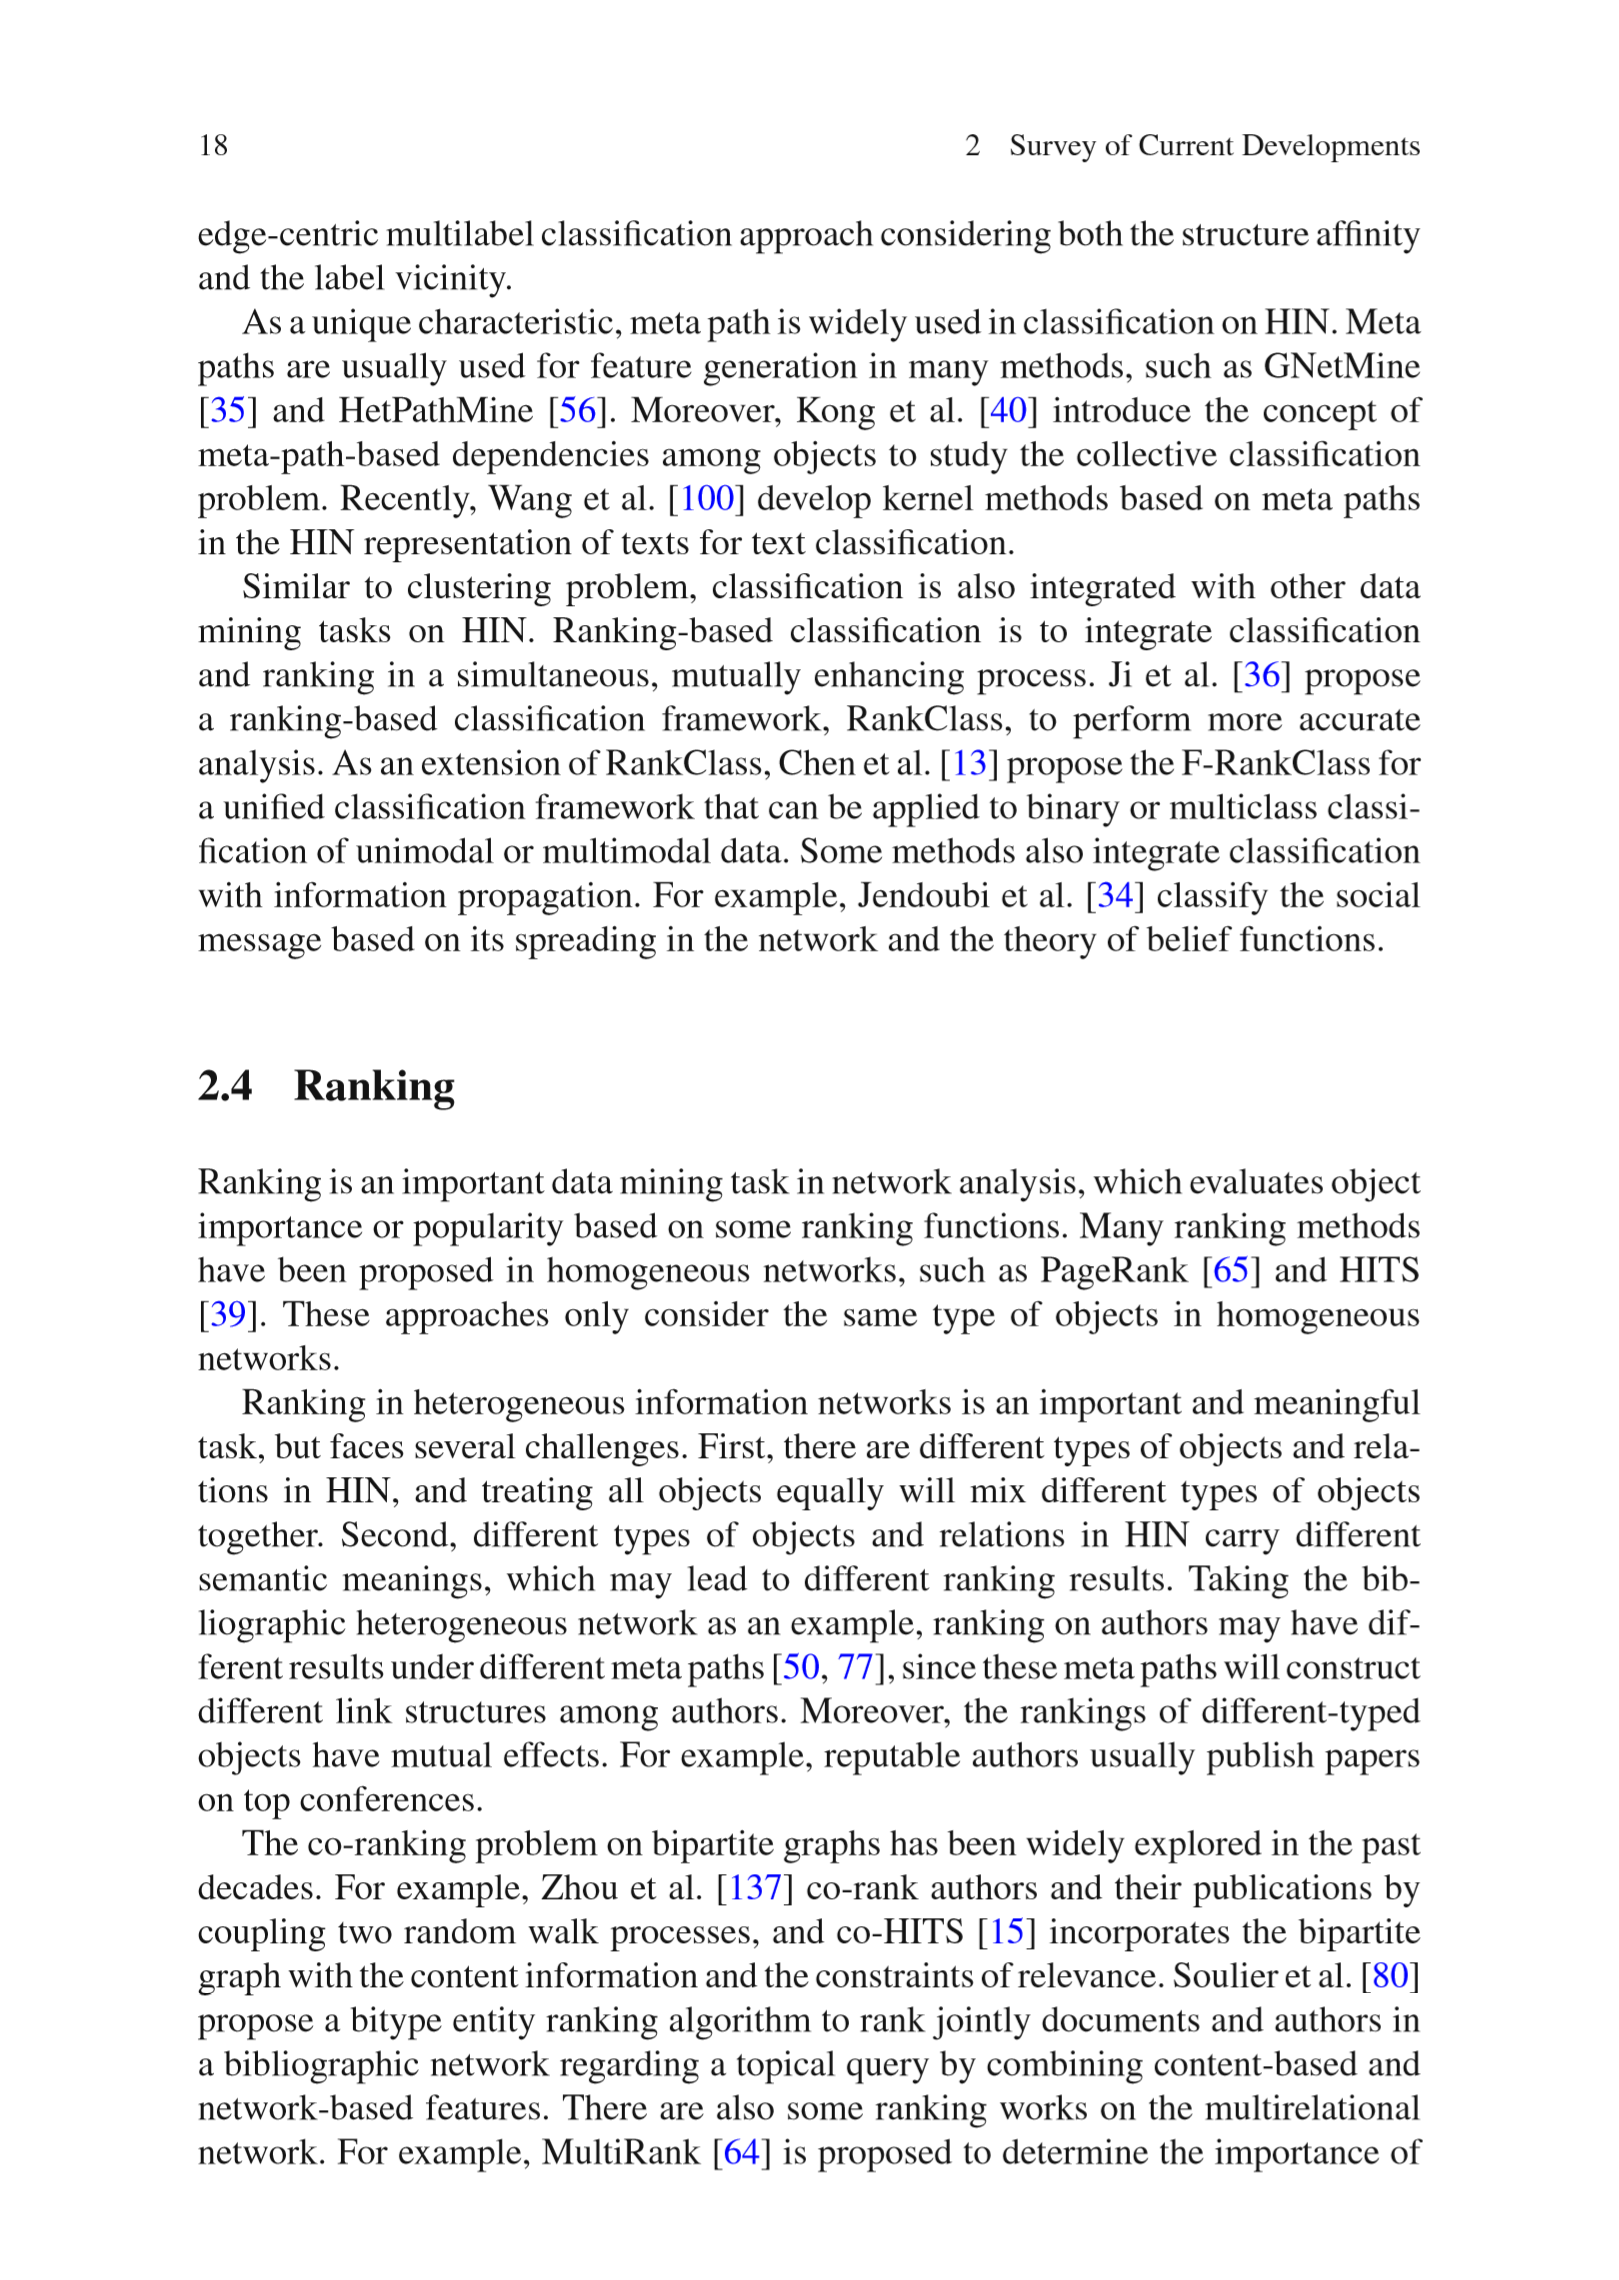 18
2 Survey of Current Developments
edge-centric multilabel classification approach considering both the structure affinity
and the label vicinity.
As a unique characteristic, meta path is widely used in classification on HIN. Meta
paths are usually used for feature generation in many methods, such as GNetMine
[35] and HetPathMine [56]. Moreover, Kong et al. [40] introduce the concept of
meta-path-based dependencies among objects to study the collective classification
problem. Recently, Wang et al. [100] develop kernel methods based on meta paths
in the HIN representation of texts for text classification.
Similar to clustering problem, classification is also integrated with other data
mining tasks on HIN. Ranking-based classification is to integrate classification
and ranking in a simultaneous, mutually enhancing process. Ji et al. [36] propose
a ranking-based classification framework, RankClass, to perform more accurate
analysis. As an extension of RankClass, Chen et al. [13] propose the F-RankClass for
a unified classification framework that can be applied to binary or multiclass classi-
fication of unimodal or multimodal data. Some methods also integrate classification
with information propagation. For example, Jendoubi et al. [34] classify the social
message based on its spreading in the network and the theory of belief functions.
2.4 Ranking
Ranking is an important data mining task in network analysis, which evaluates object
importance or popularity based on some ranking functions. Many ranking methods
have been proposed in homogeneous networks, such as PageRank [65] and HITS
[39]. These approaches only consider the same type of objects in homogeneous
networks.
Ranking in heterogeneous information networks is an important and meaningful
task, but faces several challenges. First, there are different types of objects and rela-
tions in HIN, and treating all objects equally will mix different types of objects
together. Second, different types of objects and relations in HIN carry different
semantic meanings, which may lead to different ranking results. Taking the bib-
liographic heterogeneous network as an example, ranking on authors may have dif-
ferent results under different meta paths [50, 77], since these meta paths will construct
different link structures among authors. Moreover, the rankings of different-typed
objects have mutual effects. For example, reputable authors usually publish papers
on top conferences.
The co-ranking problem on bipartite graphs has been widely explored in the past
decades. For example, Zhou et al. [137] co-rank authors and their publications by
coupling two random walk processes, and co-HITS [15] incorporates the bipartite
graph with the content information and the constraints of relevance. Soulier et al. [80]
propose a bitype entity ranking algorithm to rank jointly documents and authors in
a bibliographic network regarding a topical query by combining content-based and
network-based features. There are also some ranking works on the multirelational
network. For example, MultiRank [64] is proposed to determine the importance of